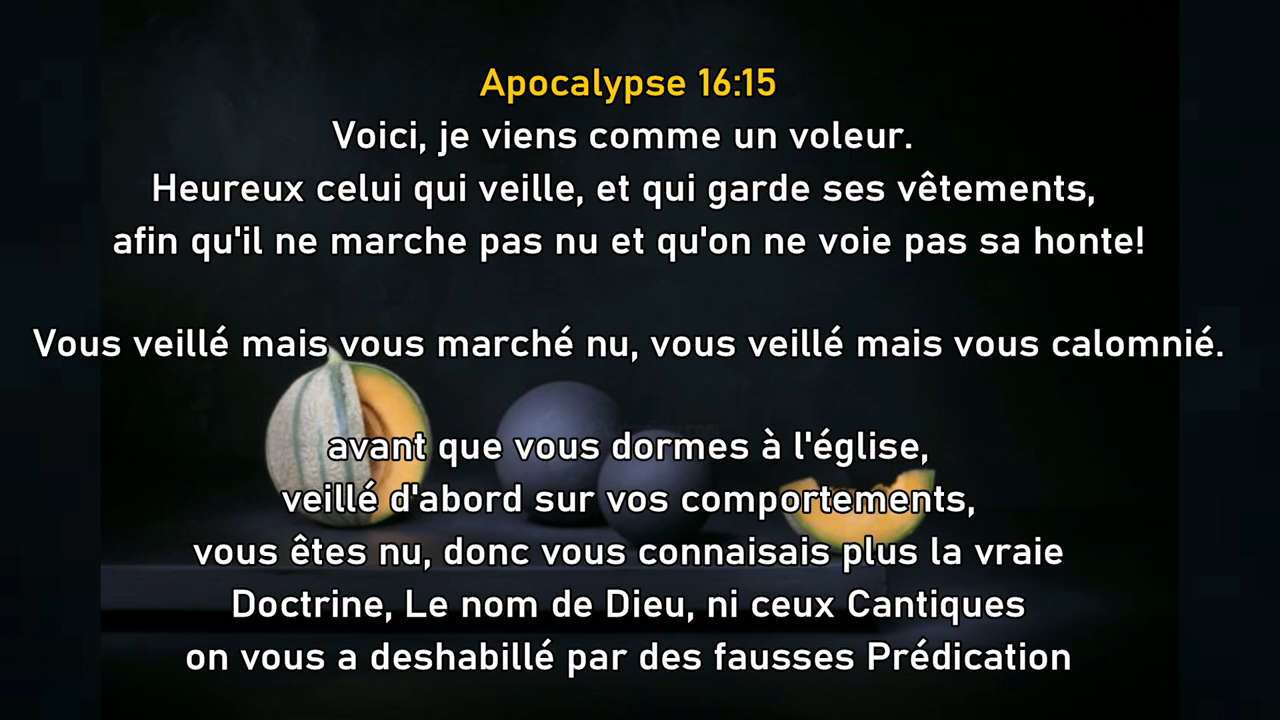 Apocalypse 16:15
Voici, je viens comme un voleur.
Heureux celui qui veille, et qui garde ses vêtements,
afin qu'il ne marche pas nu et qu'on ne voie pas sa honte!
Vous veillé mais vous marché nu, vous veillé mais vous calomnié.
avant que vous dormes à l'église,
veillé d'abord sur vos comportements,
vous êtes nu, donc vous connaisais plus la vraie
Doctrine, Le nom de Dieu, ni ceux Cantiques
on vous a deshabillé par des fausses Prédication